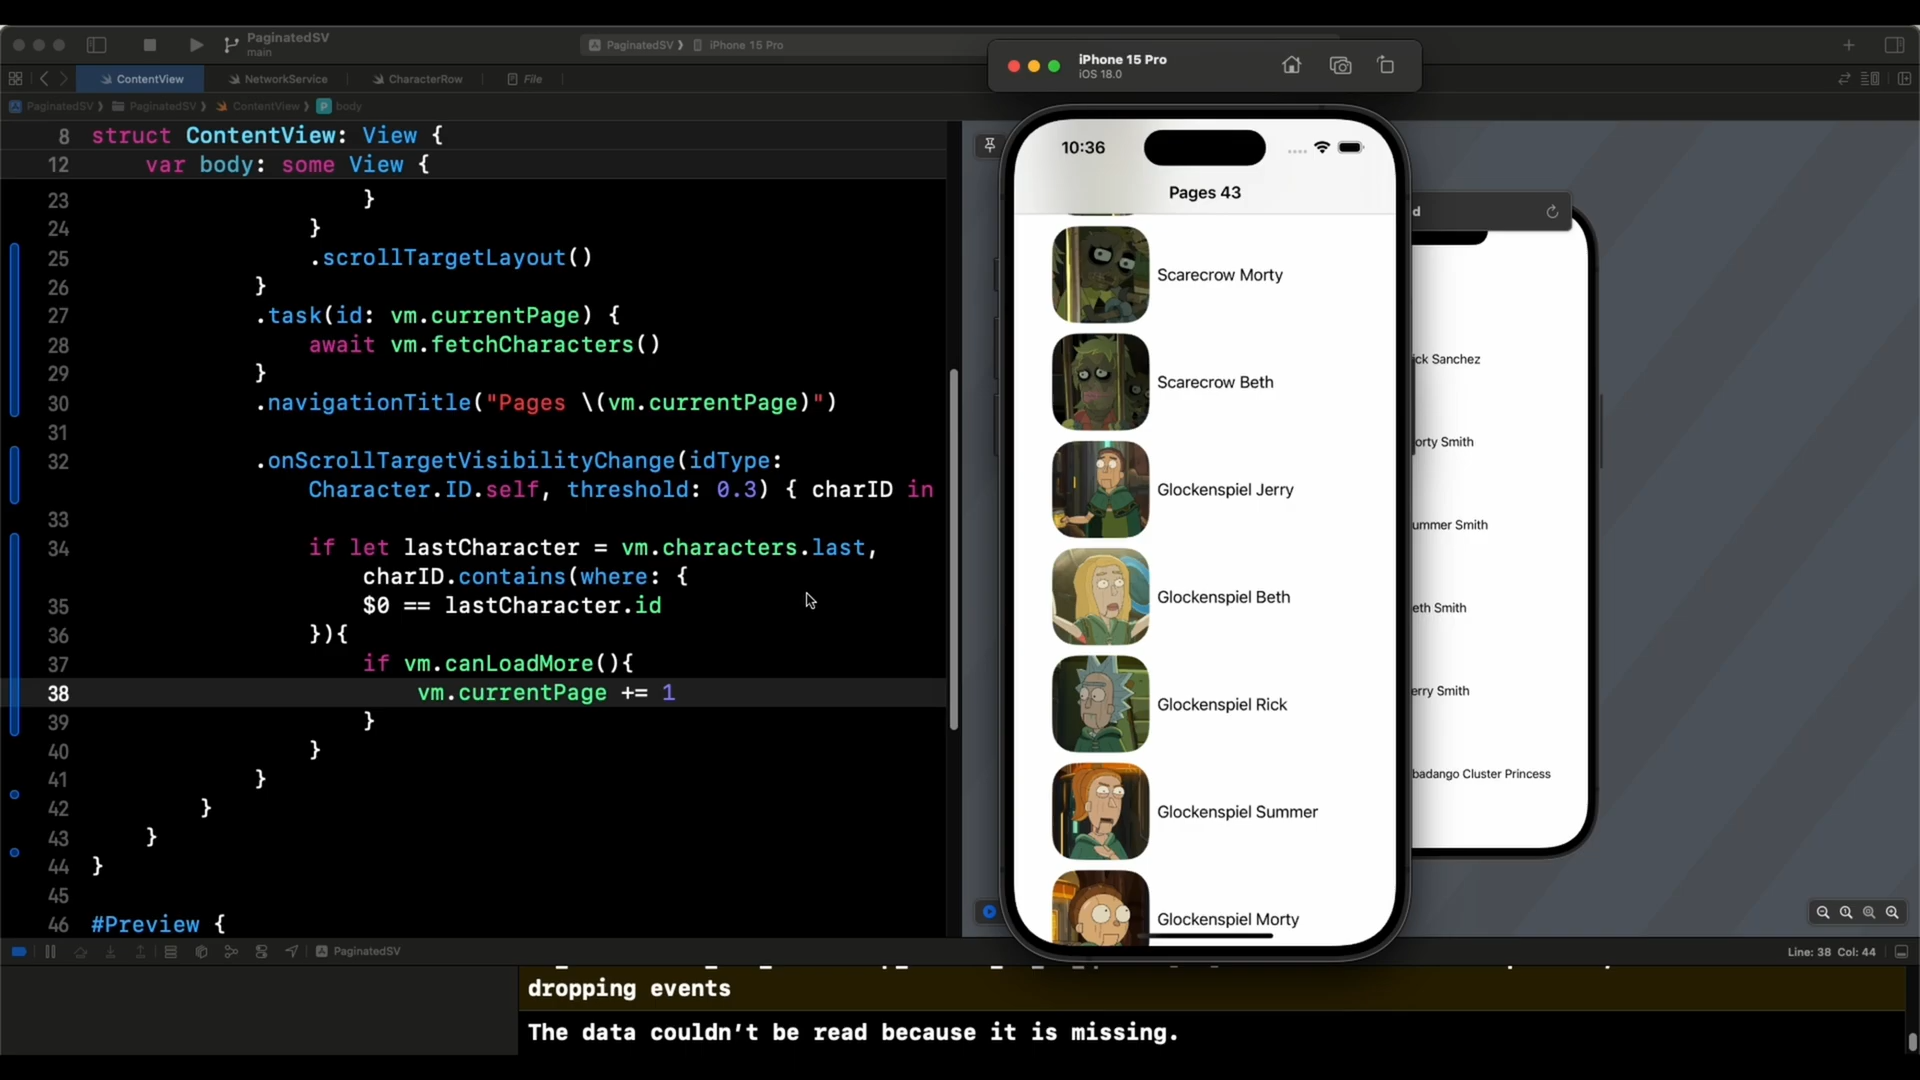 PaginatedSV
main
PaginatedSV ⟩ iPhone 15 Pro
ContentView
NetworkService
CharacterRow
File
PaginatedSV ⟩ PaginatedSV ⟩ ContentView ⟩ P body
8 struct ContentView: View {
12 var body: some View {
23 }
24 }
25 .scrollTargetLayout()
26 }
27 .task(id: vm.currentPage) {
28 await vm.fetchCharacters()
29 }
30 .navigationTitle("Pages \(vm.currentPage)")
31
32 .onScrollTargetVisibilityChange(idType:
Character.ID.self, threshold: 0.3) { charID in
33
34 if let lastCharacter = vm.characters.last,
charID.contains(where: {
35 $0 == lastCharacter.id
36 }){
37 if vm.canLoadMore(){
38 vm.currentPage += 1
39 }
40 }
41 }
42 }
43 }
44 }
45
46 #Preview {
iPhone 15 Pro
iOS 18.0
10:36
Pages 43
Scarecrow Morty
Scarecrow Beth
Glockenspiel Jerry
Glockenspiel Beth
Glockenspiel Rick
Glockenspiel Summer
Glockenspiel Morty
d
ick Sanchez
orty Smith
ummer Smith
eth Smith
erry Smith
badango Cluster Princess
PaginatedSV
Line: 38 Col: 44
dropping events
The data couldn’t be read because it is missing.